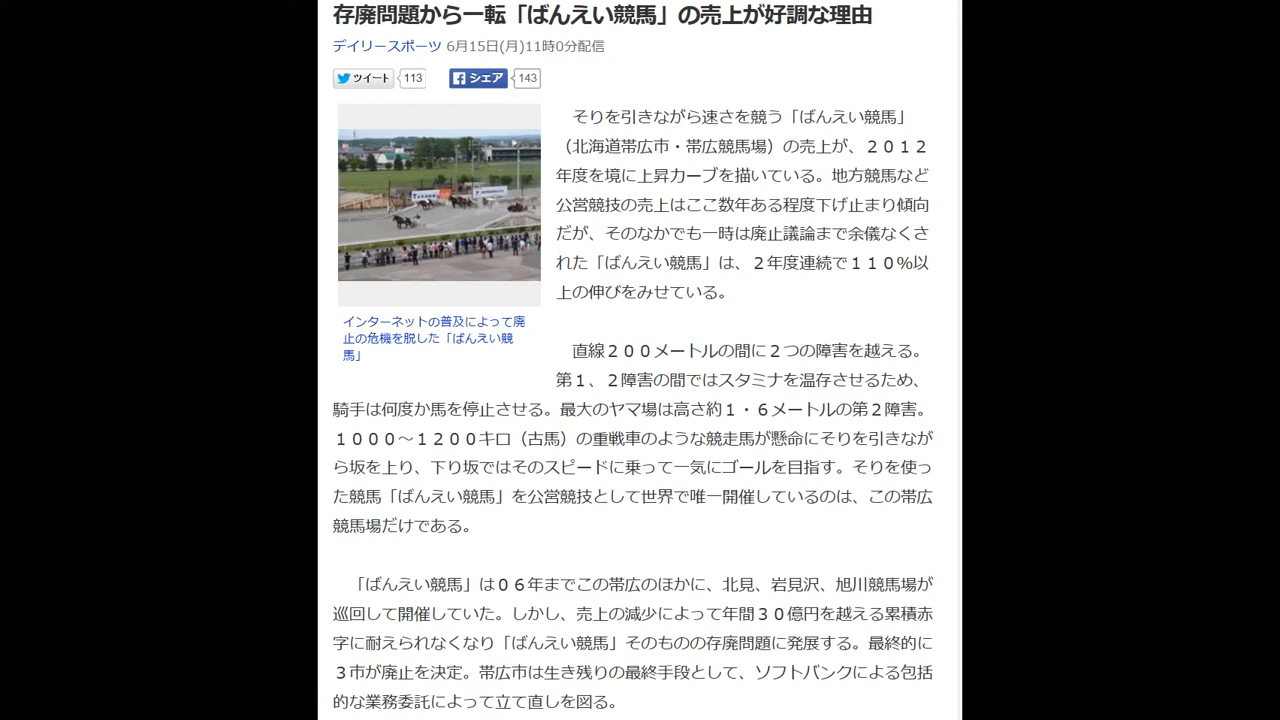 存廃問題から一転「ばんえい競馬」の売上が好調な理由
デイリースポーツ 6月15日(月)11時0分配信
ツイート 113 シェア 143
そりを引きながら速さを競う「ばんえい競馬」
（北海道帯広市・帯広競馬場）の売上が、２０１２
年度を境に上昇カーブを描いている。地方競馬など
公営競技の売上はここ数年ある程度下げ止まり傾向
だが、そのなかでも一時は廃止議論まで余儀なくさ
れた「ばんえい競馬」は、２年度連続で１１０％以
上の伸びをみせている。
インターネットの普及によって廃
止の危機を脱した「ばんえい競
馬」
直線２００メートルの間に２つの障害を越える。
第１、２障害の間ではスタミナを温存させるため、
騎手は何度か馬を停止させる。最大のヤマ場は高さ約１・６メートルの第２障害。
１０００～１２００キロ（古馬）の重戦車のような競走馬が懸命にそりを引きなが
ら坂を上り、下り坂ではそのスピードに乗って一気にゴールを目指す。そりを使っ
た競馬「ばんえい競馬」を公営競技として世界で唯一開催しているのは、この帯広
競馬場だけである。
「ばんえい競馬」は０６年までこの帯広のほかに、北見、岩見沢、旭川競馬場が
巡回して開催していた。しかし、売上の減少によって年間３０億円を越える累積赤
字に耐えられなくなり「ばんえい競馬」そのものの存廃問題に発展する。最終的に
３市が廃止を決定。帯広市は生き残りの最終手段として、ソフトバンクによる包括
的な業務委託によって立て直しを図る。